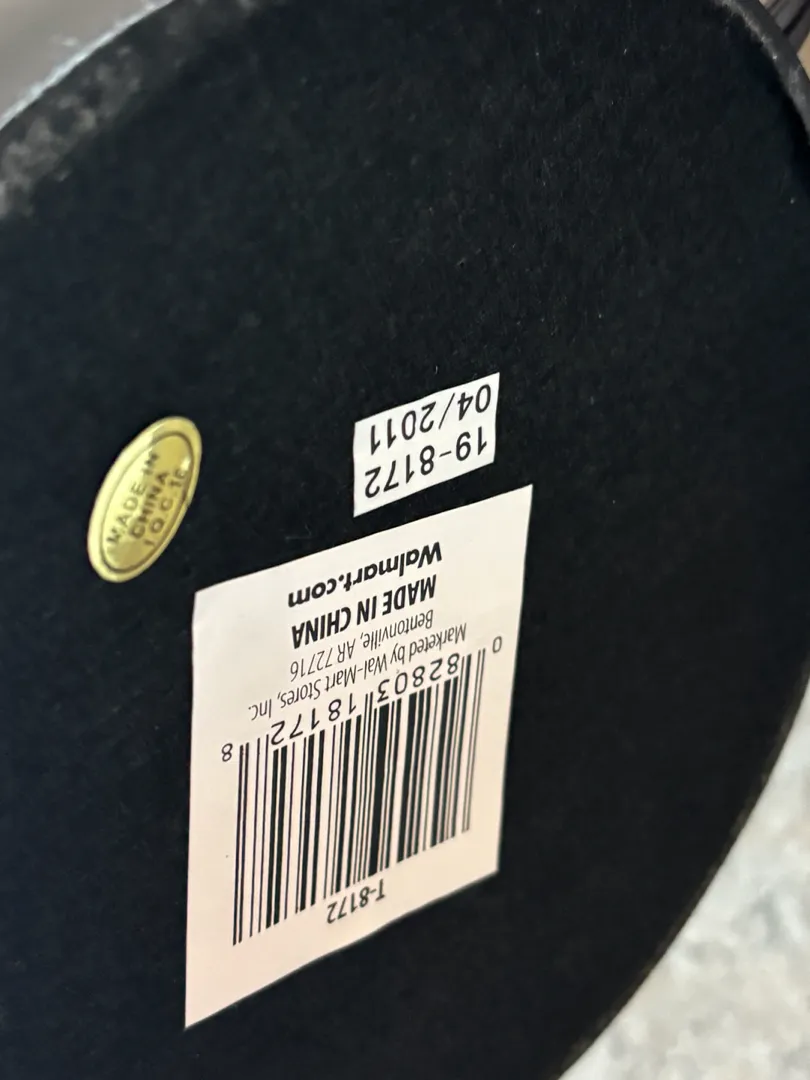 T-8172
0 82803 18172 8
Marketed by Wal-Mart Stores, Inc.
Bentonville, AR 72716
MADE IN CHINA
Walmart.com
19-8172
04/2011
MADE IN
CHINA